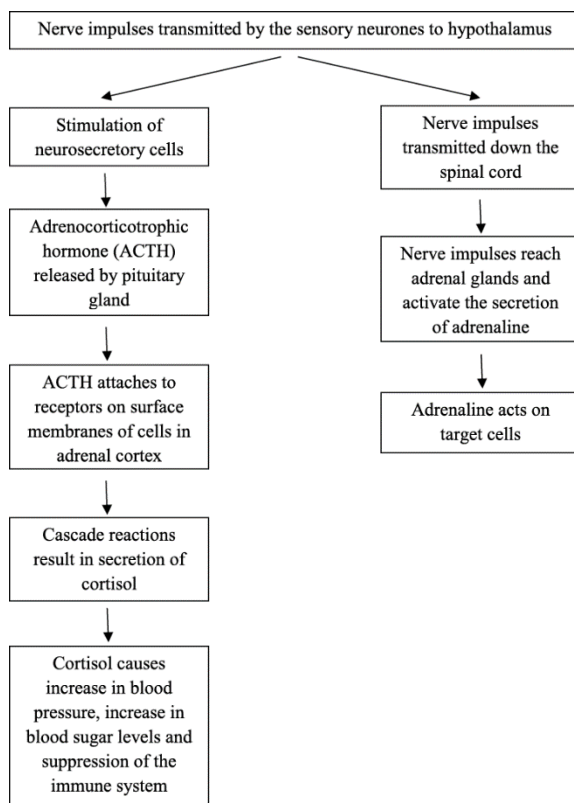 Nerve impulses transmitted by the sensory neurones to hypothalamus
Stimulation of
neurosecretory cells
Adrenocorticotrophic
hormone (ACTH)
released by pituitary
gland
ACTH attaches to
receptors on surface
membranes of cells in
adrenal cortex
Cascade reactions
result in secretion of
cortisol
Cortisol causes
increase in blood
pressure, increase in
blood sugar levels and
suppression of the
immune system
Nerve impulses
transmitted down the
spinal cord
Nerve impulses reach
adrenal glands and
activate the secretion
of adrenaline
Adrenaline acts on
target cells